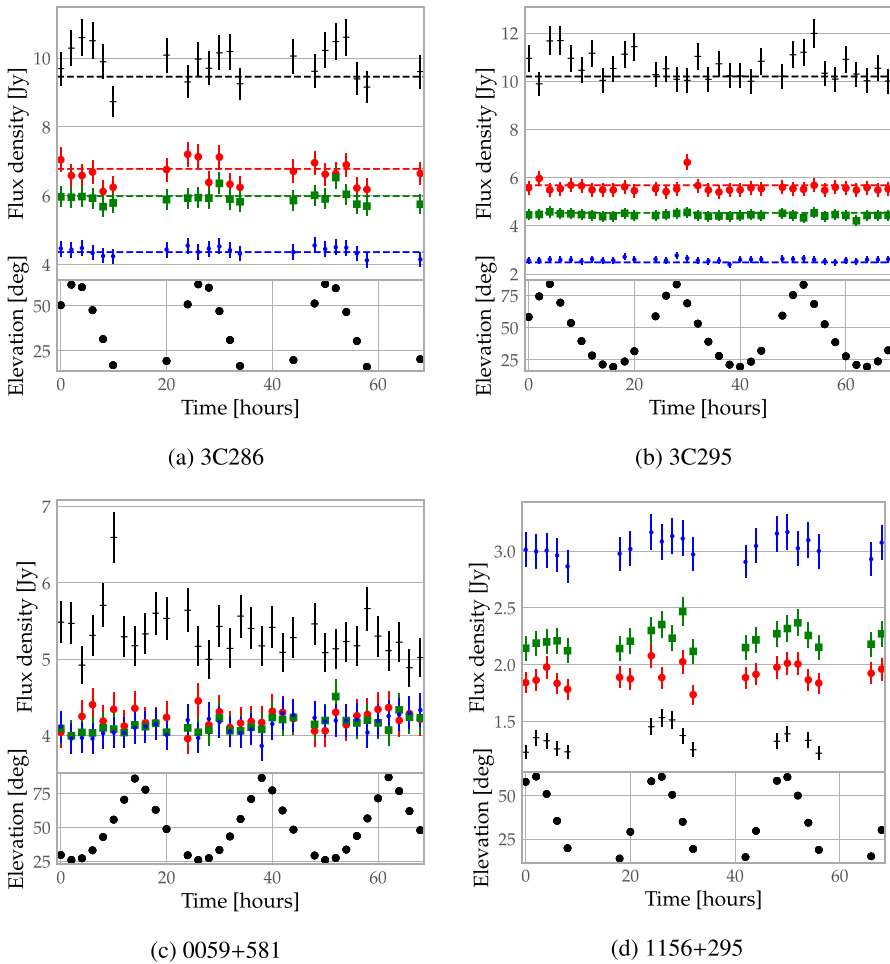 10
8
6
4
Flux density [Jy]
50
25
Elevation [deg]
0 20 40 60
Time [hours]
(a) 3C286
12
10
8
6
4
2
Flux density [Jy]
75
50
25
Elevation [deg]
0 20 40 60
Time [hours]
(b) 3C295
7
6
5
4
Flux density [Jy]
75
50
25
Elevation [deg]
0 20 40 60
Time [hours]
(c) 0059+581
3.0
2.5
2.0
1.5
Flux density [Jy]
50
25
Elevation [deg]
0 20 40 60
Time [hours]
(d) 1156+295